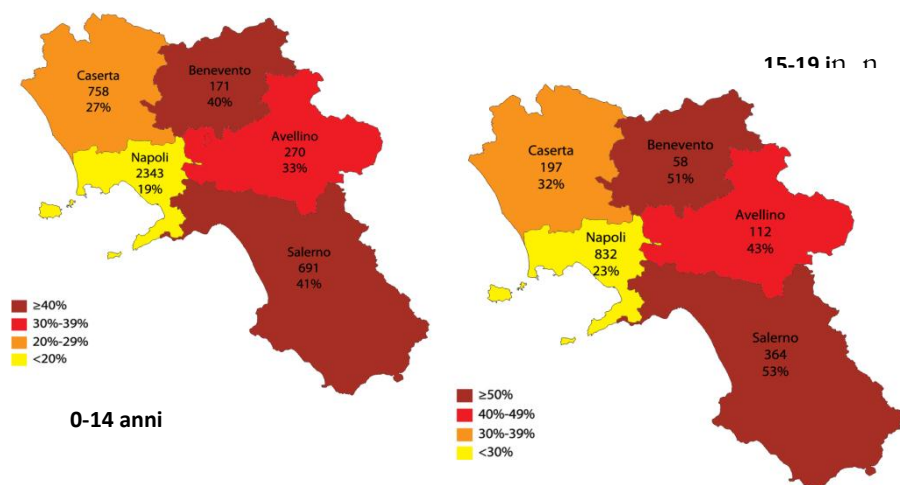 Caserta
758
27%
Benevento
171
40%
Avellino
270
33%
Napoli
2343
19%
Salerno
691
41%
≥40%
30%-39%
20%-29%
<20%
0-14 anni
15-19
Caserta
197
32%
Benevento
58
51%
Avellino
112
43%
Napoli
832
23%
Salerno
364
53%
≥50%
40%-49%
30%-39%
<30%